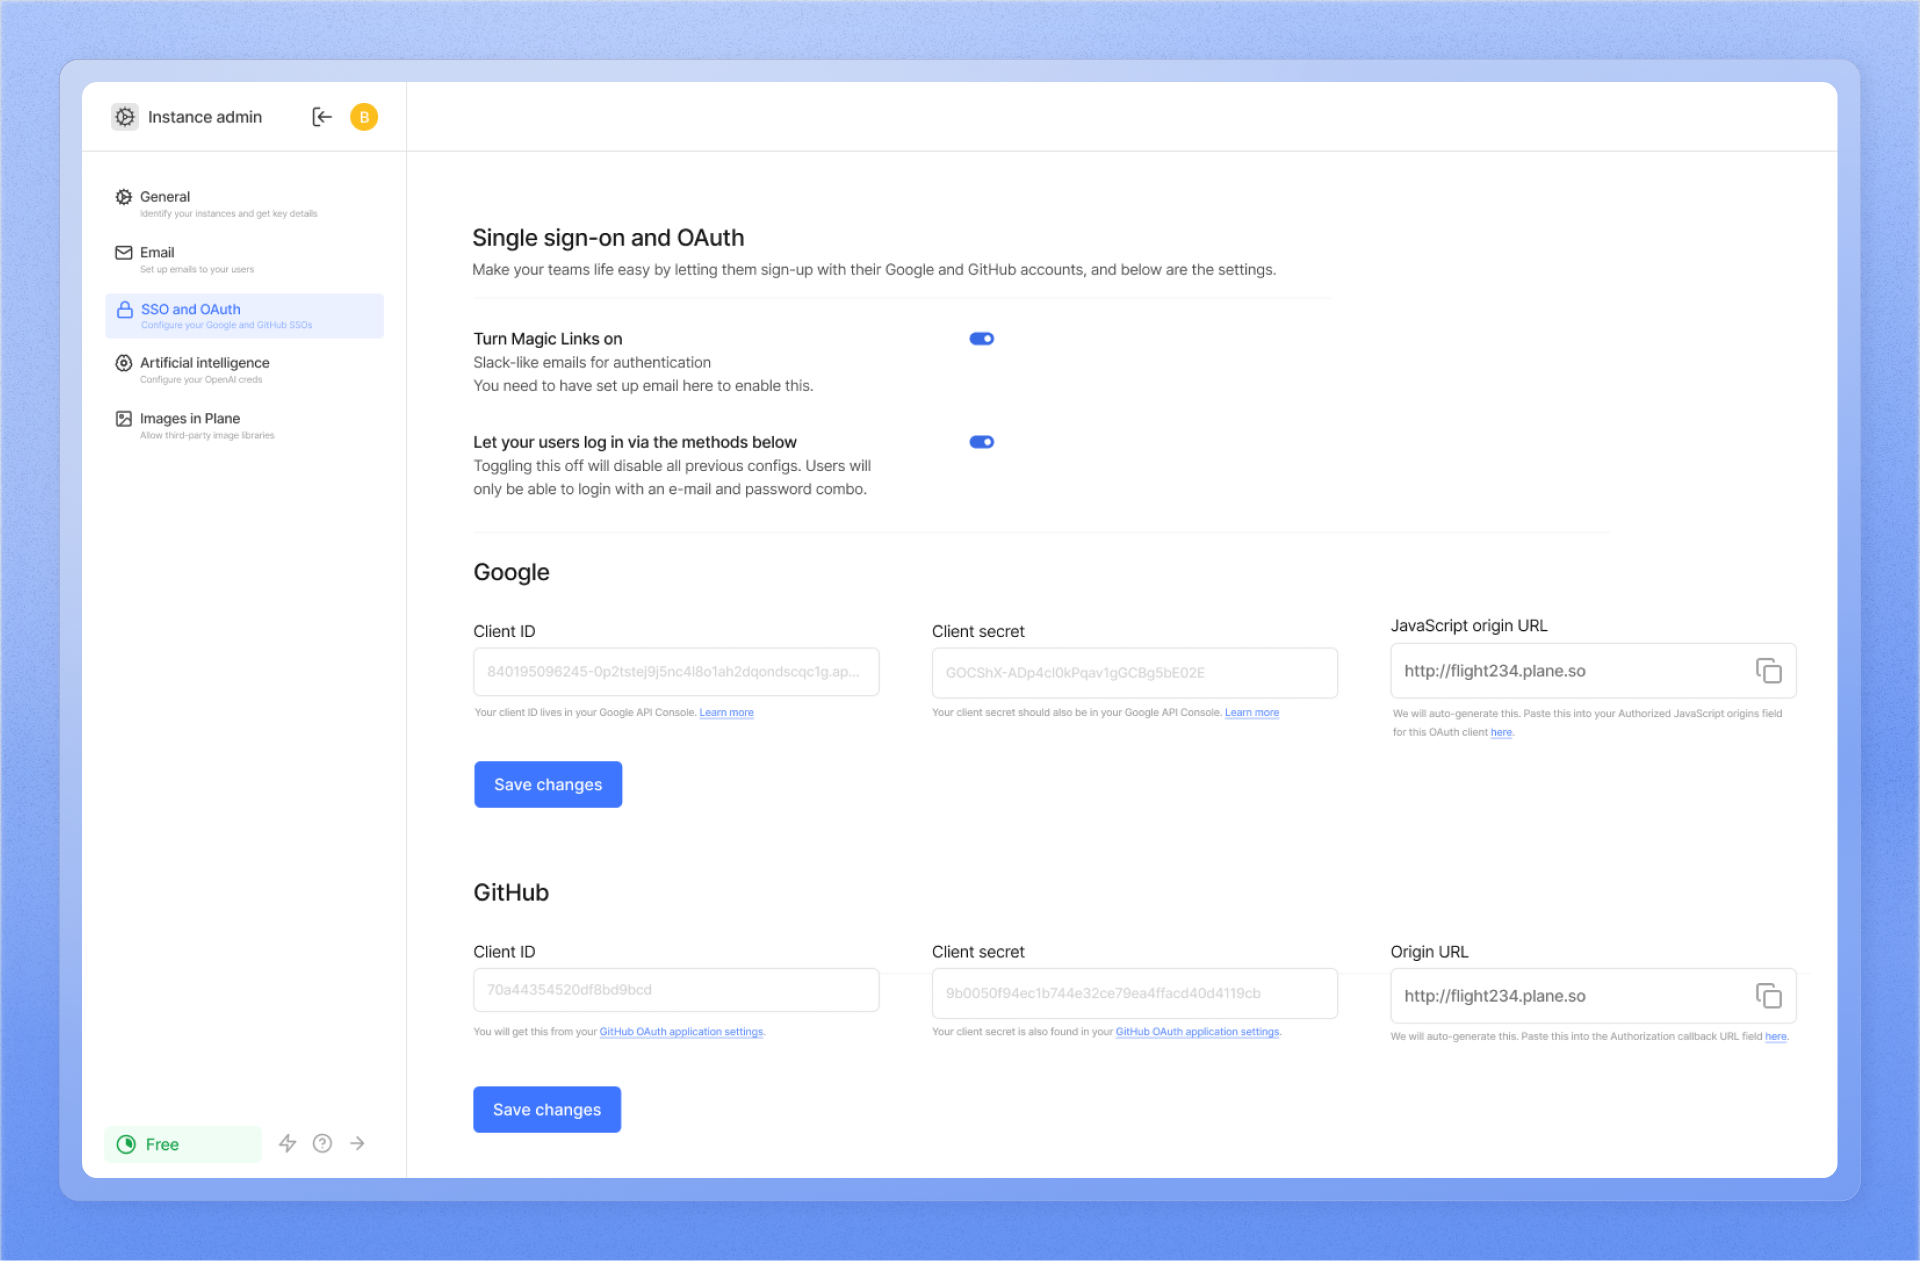 Instance admin
B
General
Identify your instances and get key details
Email
Set up emails to your users
SSO and OAuth
Configure your Google and GitHub SSOs
Artificial intelligence
Configure your OpenAI creds
Images in Plane
Allow third-party image libraries
Free
Single sign-on and OAuth
Make your teams life easy by letting them sign-up with their Google and GitHub accounts, and below are the settings.
Turn Magic Links on
Slack-like emails for authentication
You need to have set up email here to enable this.
Let your users log in via the methods below
Toggling this off will disable all previous configs. Users will
only be able to login with an e-mail and password combo.
Google
Client ID
840195096245-0p2tstej9j5nc4l8o1ah2dqondscqc1g.ap...
Your client ID lives in your Google API Console. Learn more
Client secret
GOCShX-ADp4cI0kPqav1gGCBg5bE02E
Your client secret should also be in your Google API Console. Learn more
JavaScript origin URL
http://flight234.plane.so
We will auto-generate this. Paste this into your Authorized JavaScript origins field
for this OAuth client here.
Save changes
GitHub
Client ID
70a44354520df8bd9bcd
You will get this from your GitHub OAuth application settings.
Client secret
9b0050f94ec1b744e32ce79ea4ffacd40d4119cb
Your client secret is also found in your GitHub OAuth application settings.
Origin URL
http://flight234.plane.so
We will auto-generate this. Paste this into the Authorization callback URL field here.
Save changes